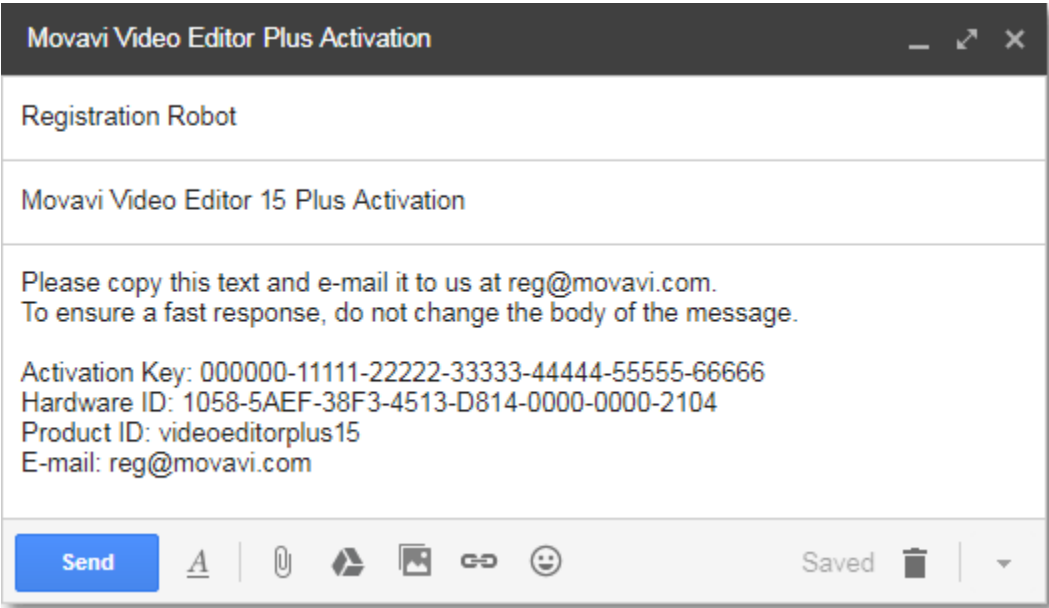 Movavi Video Editor Plus Activation
Registration Robot
Movavi Video Editor 15 Plus Activation
Please copy this text and e-mail it to us at reg@movavi.com.
To ensure a fast response, do not change the body of the message.
Activation Key: 000000-11111-22222-33333-44444-55555-66666
Hardware ID: 1058-5AEF-38F3-4513-D814-0000-0000-2104
Product ID: videoeditorplus15
E-mail: reg@movavi.com
Send A Saved